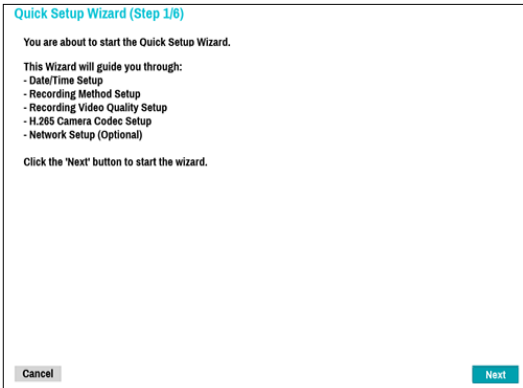 Quick Setup Wizard (Step 1/6)
You are about to start the Quick Setup Wizard.
This Wizard will guide you through:
- Date/Time Setup
- Recording Method Setup
- Recording Video Quality Setup
- H.265 Camera Codec Setup
- Network Setup (Optional)
Click the 'Next' button to start the wizard.
Cancel
Next